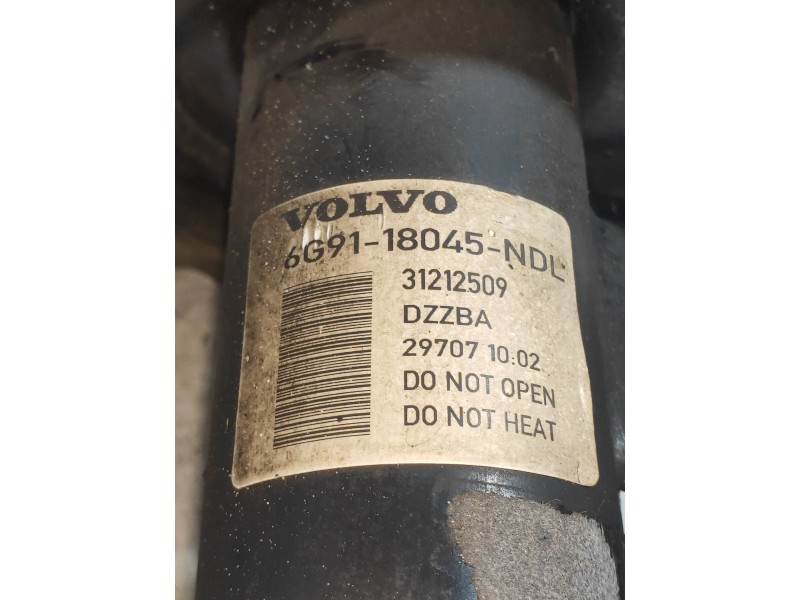 VOLVO
6G91-18045-NDL
31212509
DZZBA
29707 10:02
DO NOT OPEN
DO NOT HEAT